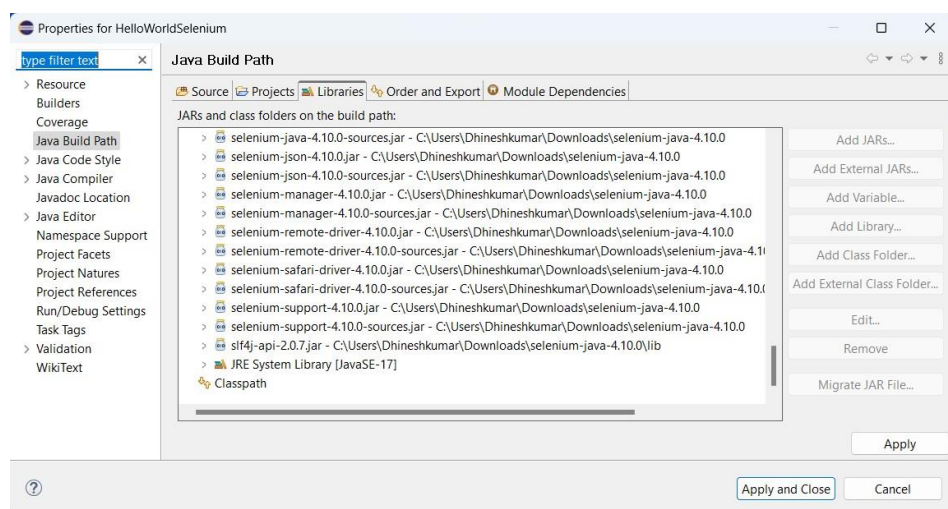 Properties for HelloWorldSelenium
type filter text
Java Build Path
Resource
Builders
Coverage
Java Build Path
Java Code Style
Java Compiler
Javadoc Location
Java Editor
Namespace Support
Project Facets
Project Natures
Project References
Run/Debug Settings
Task Tags
Validation
WikiText
Source Projects Libraries Order and Export Module Dependencies
JARs and class folders on the build path:
selenium-java-4.10.0-sources.jar - C:\Users\Dhineshkumar\Downloads\selenium-java-4.10.0
selenium-json-4.10.0.jar - C:\Users\Dhineshkumar\Downloads\selenium-java-4.10.0
selenium-json-4.10.0-sources.jar - C:\Users\Dhineshkumar\Downloads\selenium-java-4.10.0
selenium-manager-4.10.0.jar - C:\Users\Dhineshkumar\Downloads\selenium-java-4.10.0
selenium-manager-4.10.0-sources.jar - C:\Users\Dhineshkumar\Downloads\selenium-java-4.10.0
selenium-remote-driver-4.10.0.jar - C:\Users\Dhineshkumar\Downloads\selenium-java-4.10.0
selenium-remote-driver-4.10.0-sources.jar - C:\Users\Dhineshkumar\Downloads\selenium-java-4.1
selenium-safari-driver-4.10.0.jar - C:\Users\Dhineshkumar\Downloads\selenium-java-4.10.0
selenium-safari-driver-4.10.0-sources.jar - C:\Users\Dhineshkumar\Downloads\selenium-java-4.10.
selenium-support-4.10.0.jar - C:\Users\Dhineshkumar\Downloads\selenium-java-4.10.0
selenium-support-4.10.0-sources.jar - C:\Users\Dhineshkumar\Downloads\selenium-java-4.10.0
slf4j-api-2.0.7.jar - C:\Users\Dhineshkumar\Downloads\selenium-java-4.10.0\lib
JRE System Library [JavaSE-17]
Classpath
Add JARs...
Add External JARs...
Add Variable...
Add Library...
Add Class Folder...
Add External Class Folder...
Edit...
Remove
Migrate JAR File...
Apply
Apply and Close
Cancel